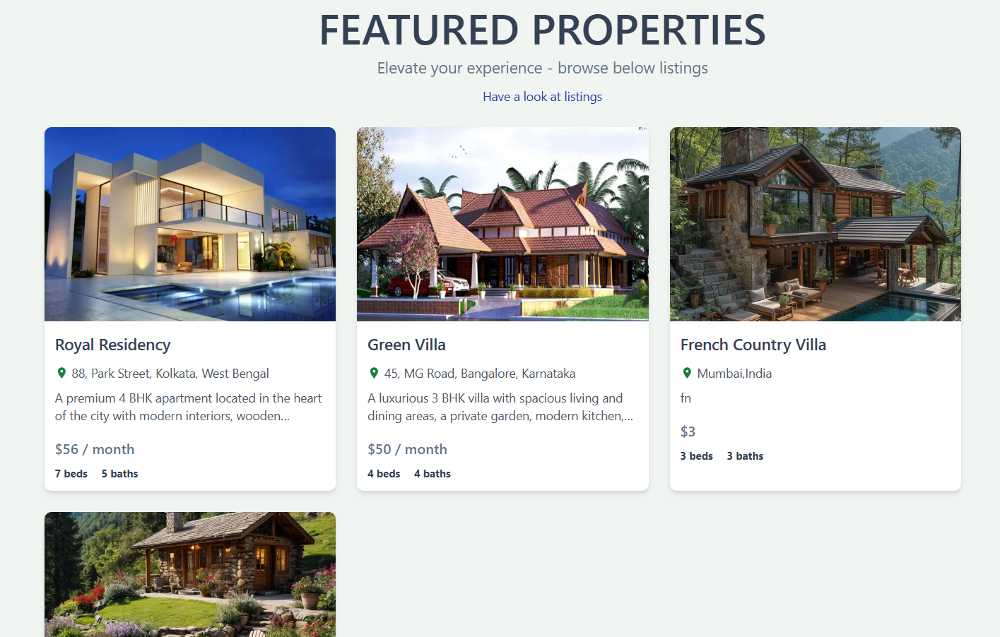 FEATURED PROPERTIES
Elevate your experience - browse below listings
Have a look at listings
Royal Residency
88, Park Street, Kolkata, West Bengal
A premium 4 BHK apartment located in the heart
of the city with modern interiors, wooden...
$56 / month
7 beds 5 baths
Green Villa
45, MG Road, Bangalore, Karnataka
A luxurious 3 BHK villa with spacious living and
dining areas, a private garden, modern kitchen,...
$50 / month
4 beds 4 baths
French Country Villa
Mumbai,India
fn
$3
3 beds 3 baths